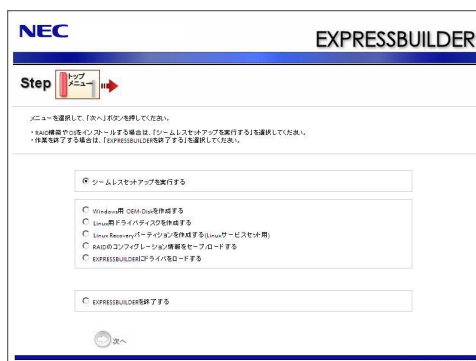 NEC
EXPRESSBUILDER
Step
トップ
メニュー
メニューを選択して、「次へ」ボタンを押してください。
・RAID構築やOSをインストールする場合は、「シームレスセットアップを実行する」を選択してください。
・作業を終了する場合は、「EXPRESSBUILDERを終了する」を選択してください。
シームレスセットアップを実行する
Windows用 OEM-Diskを作成する
Linux用ドライバディスクを作成する
Linux Recoveryパーティションを作成する(Linuxサービスセット用)
RAIDのコンフィグレーション情報をセーブ/ロードする
EXPRESSBUILDERにドライバをロードする
EXPRESSBUILDERを終了する
次へ